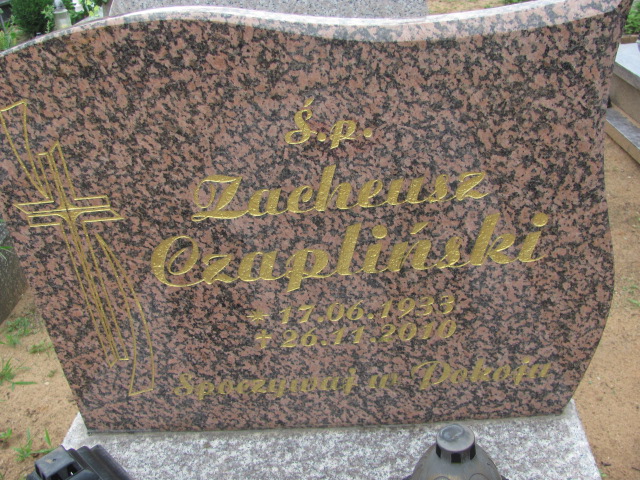 Ś.p.
Zacheusz
Czapliński
* 17.06.1933
+ 26.11.2010
Spoczywaj w Pokoju